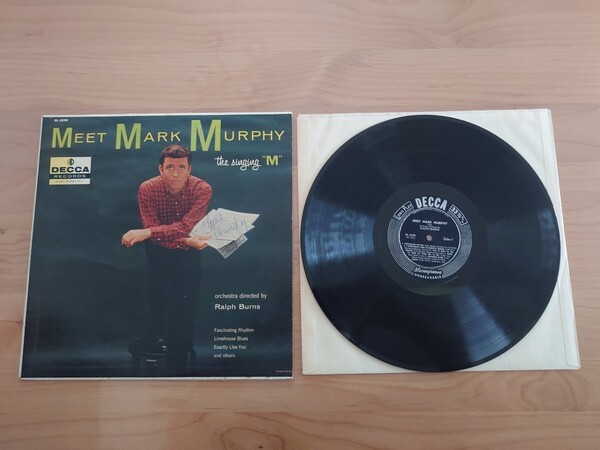 MEET MARK MURPHY
the singing "M"
DECCA
RECORDS
orchestra directed by
Ralph Burns
Fascinating Rhythm
Limehouse Blues
Exactly Like You
and others
DECCA
MEET MARK MURPHY